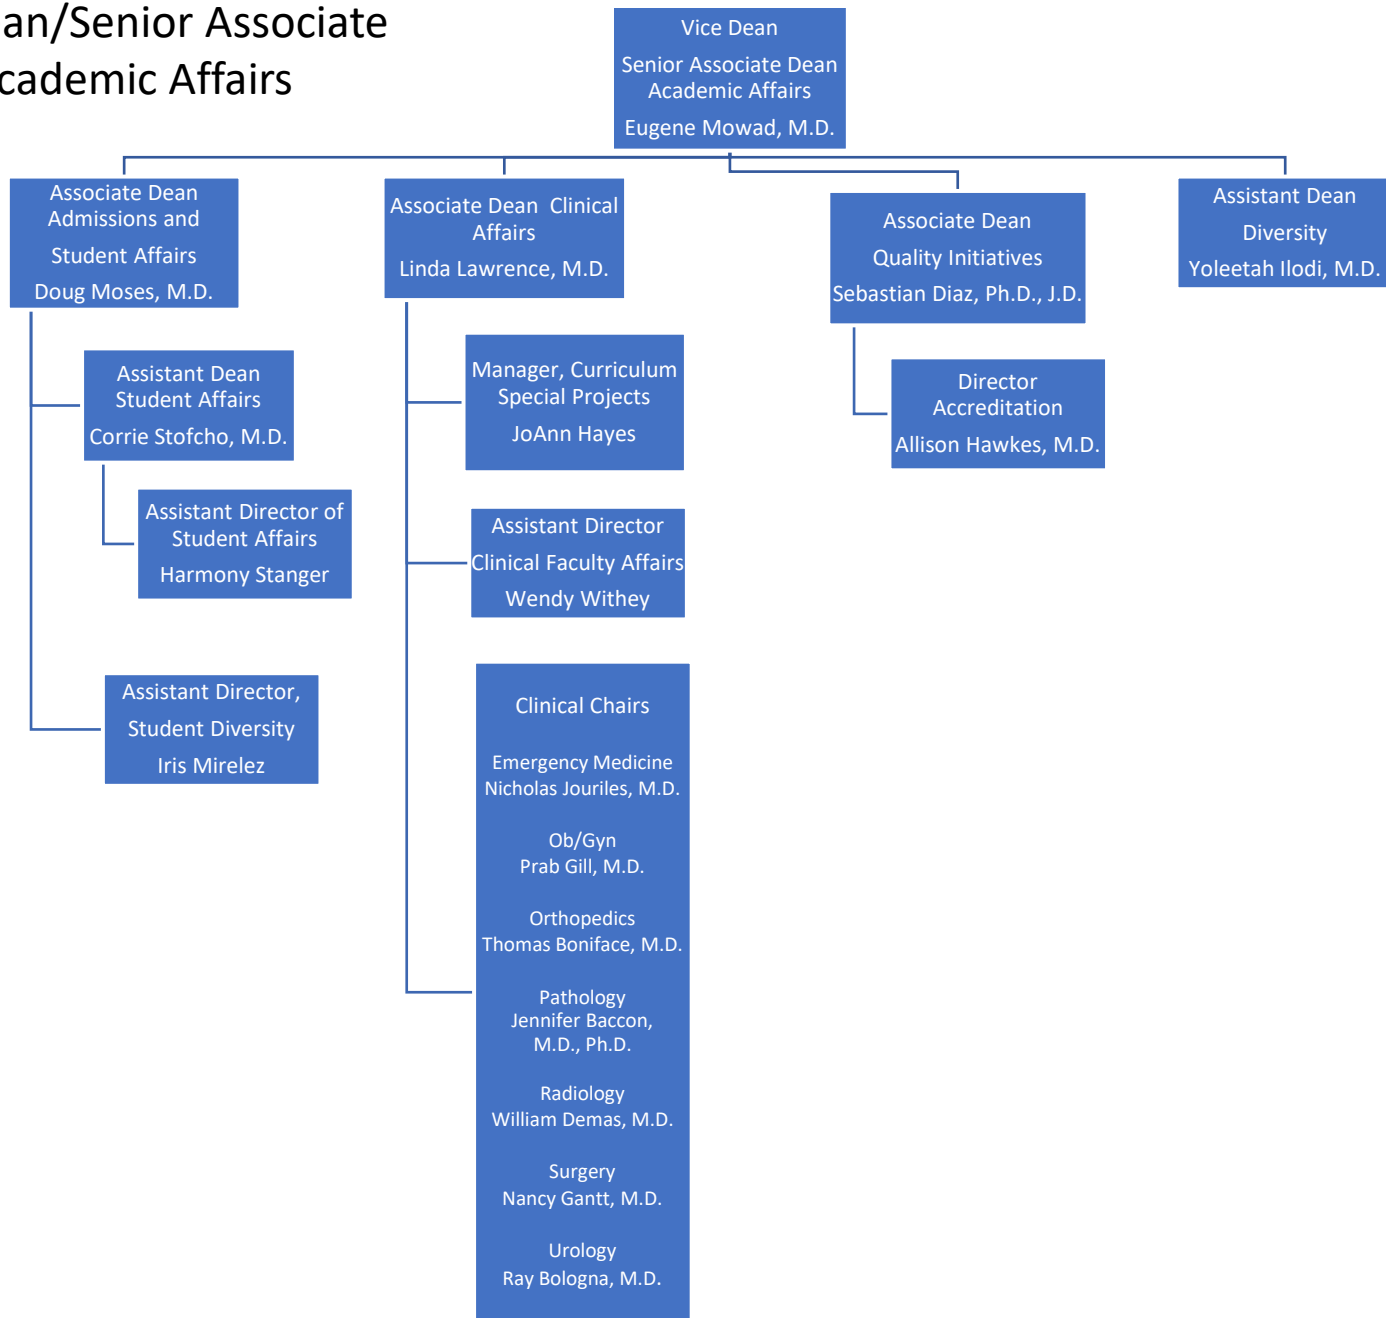 an/Senior Associate
cademic Affairs
Vice Dean
Senior Associate Dean
Academic Affairs
Eugene Mowad, M.D.
Associate Dean
Admissions and
Student Affairs
Doug Moses, M.D.
Associate Dean Clinical
Affairs
Linda Lawrence, M.D.
Associate Dean
Quality Initiatives
Sebastian Diaz, Ph.D., J.D.
Assistant Dean
Diversity
Yoleetah Ilodi, M.D.
Assistant Dean
Student Affairs
Corrie Stofcho, M.D.
Assistant Director of
Student Affairs
Harmony Stanger
Assistant Director,
Student Diversity
Iris Mirelez
Manager, Curriculum
Special Projects
JoAnn Hayes
Assistant Director
Clinical Faculty Affairs
Wendy Withey
Clinical Chairs
Emergency Medicine
Nicholas Jouriles, M.D.
Ob/Gyn
Prab Gill, M.D.
Orthopedics
Thomas Boniface, M.D.
Pathology
Jennifer Baccon,
M.D., Ph.D.
Radiology
William Demas, M.D.
Surgery
Nancy Gantt, M.D.
Urology
Ray Bologna, M.D.
Director
Accreditation
Allison Hawkes, M.D.